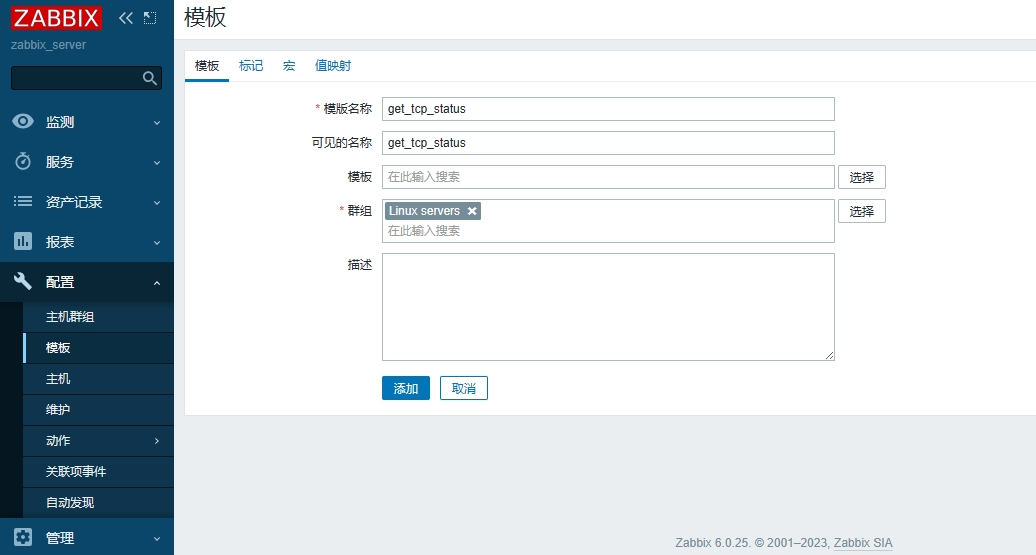 ZABBIX
zabbix_server
监测
服务
资产记录
报表
配置
主机群组
模板
主机
维护
动作
关联项事件
自动发现
管理
模板
模板 标记 宏 值映射
* 模版名称 get_tcp_status
可见的名称 get_tcp_status
模板 在此输入搜索 选择
* 群组 Linux servers 选择
在此输入搜索
描述
添加 取消
Zabbix 6.0.25. © 2001–2023, Zabbix SIA